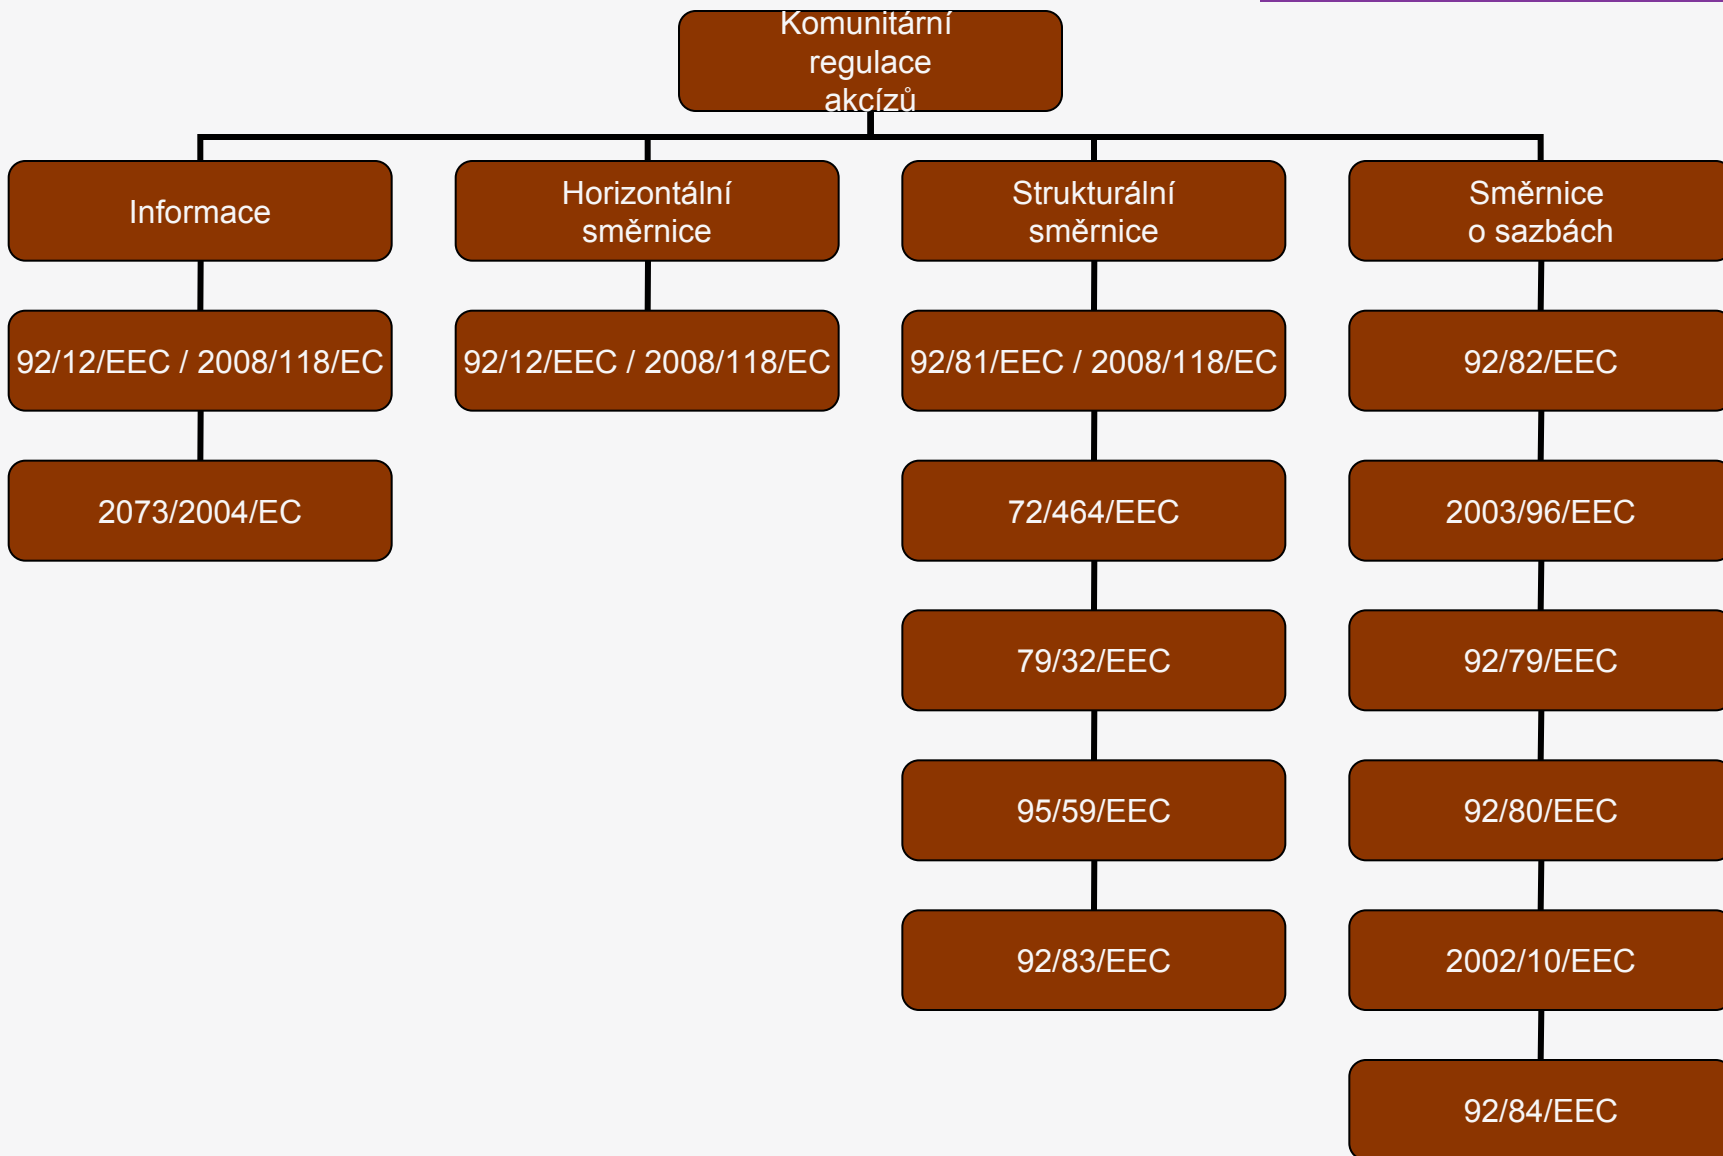 Komunitární
regulace
akcízů
Informace
Horizontální
směrnice
Strukturální
směrnice
Směrnice
o sazbách
92/12/EEC / 2008/118/EC
92/12/EEC / 2008/118/EC
92/81/EEC / 2008/118/EC
92/82/EEC
2073/2004/EC
72/464/EEC
2003/96/EEC
79/32/EEC
92/79/EEC
95/59/EEC
92/80/EEC
92/83/EEC
2002/10/EEC
92/84/EEC